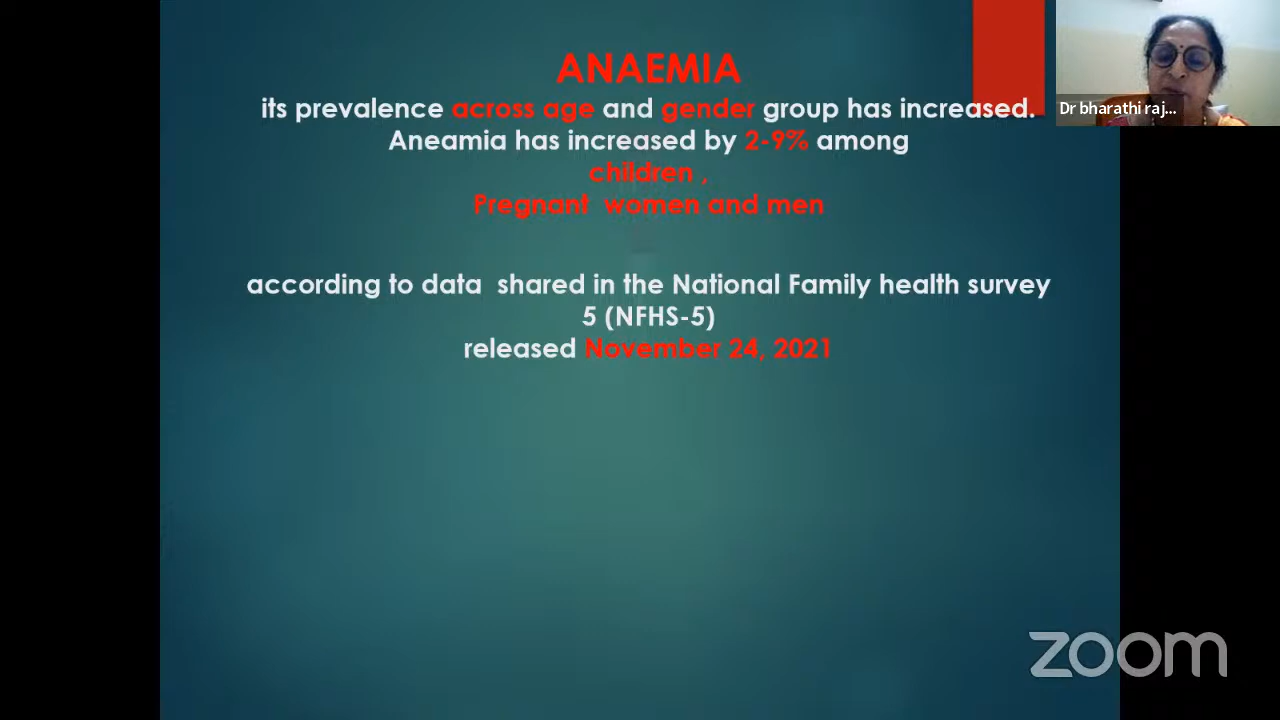 ANAEMIA
its prevalence across age and gender group has increased.
Aneamia has increased by 2-9% among
children ,
Pregnant women and men
according to data shared in the National Family health survey
5 (NFHS-5)
released November 24, 2021
Dr bharathi raj...
zoom